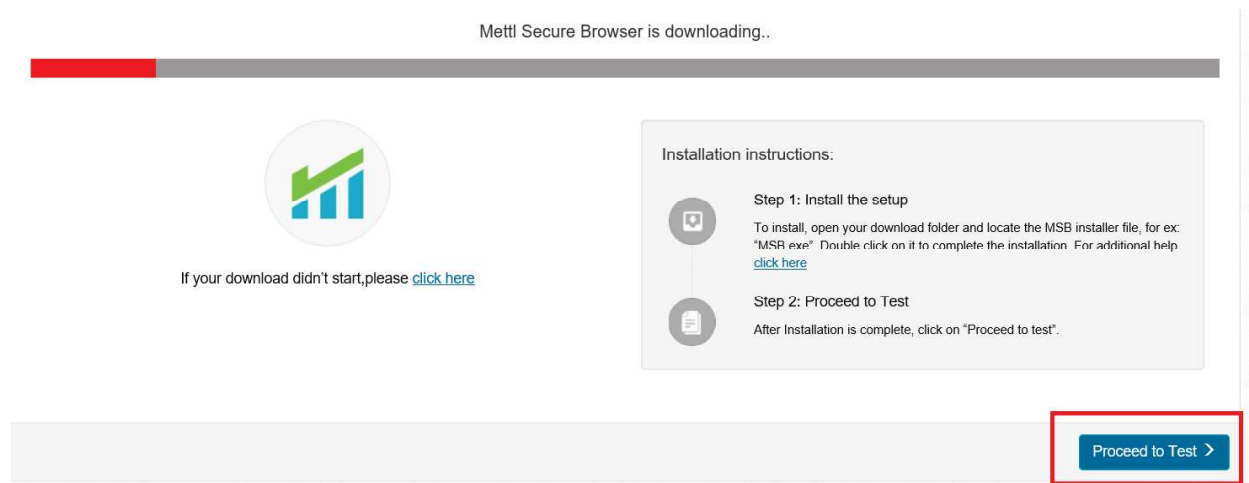 Mettl Secure Browser is downloading..
If your download didn't start,please click here
Installation instructions:
Step 1: Install the setup
To install, open your download folder and locate the MSB installer file, for ex:
"MSB exe". Double click on it to complete the installation. For additional help
click here
Step 2: Proceed to Test
After Installation is complete, click on "Proceed to test".
Proceed to Test >